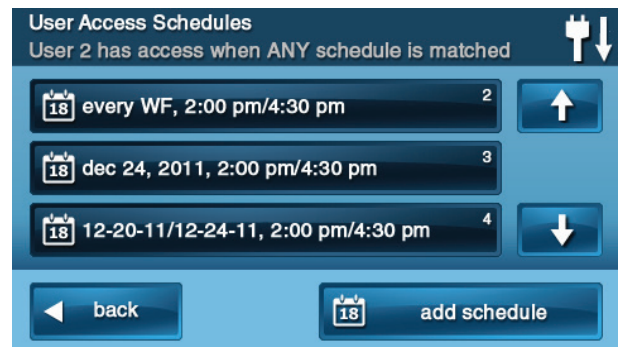 User Access Schedules
User 2 has access when ANY schedule is matched
18 every WF, 2:00 pm/4:30 pm 2
18 dec 24, 2011, 2:00 pm/4:30 pm 3
18 12-20-11/12-24-11, 2:00 pm/4:30 pm 4
back
18 add schedule